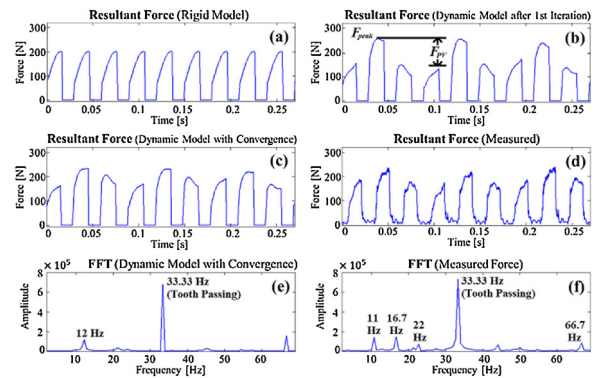 Resultant Force (Rigid Model)
(a)
Force [N]
300
200
100
0
0 0.05 0.1 0.15 0.2 0.25
Time [s]
Resultant Force (Dynamic Model after 1st Iteration)
(b)
Fpeak
FPV
Force [N]
300
200
100
0
0 0.05 0.10 0.15 0.2 0.25
Time [s]
Resultant Force (Dynamic Model with Convergence)
(c)
Force [N]
300
200
100
0
0 0.05 0.1 0.15 0.2 0.25
Time [s]
Resultant Force (Measured)
(d)
Force [N]
300
200
100
0
0 0.05 0.1 0.15 0.2 0.25
Time [s]
FFT (Dynamic Model with Convergence)
(e)
× 10⁵
Amplitude
8
6
4
2
0
33.33 Hz
(Tooth Passing)
12 Hz
0 10 20 30 40 50 60
Frequency [Hz]
FFT (Measured Force)
(f)
× 10⁵
Amplitude
8
6
4
2
0
33.33 Hz
(Tooth Passing)
11
Hz
16.7
Hz
22
Hz
66.7
Hz
0 10 20 30 40 50 60
Frequency [Hz]